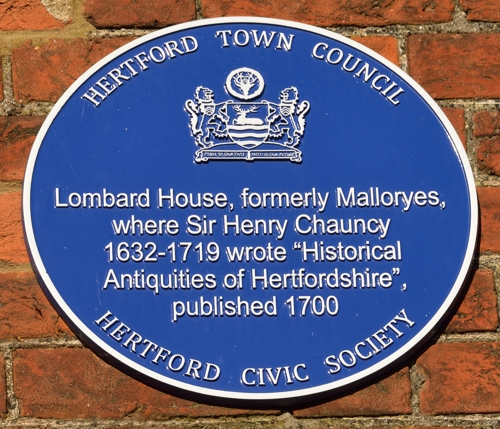 HERTFORD TOWN COUNCIL
Lombard House, formerly Malloryes,
where Sir Henry Chauncy
1632-1719 wrote “Historical
Antiquities of Hertfordshire”,
published 1700
HERTFORD CIVIC SOCIETY